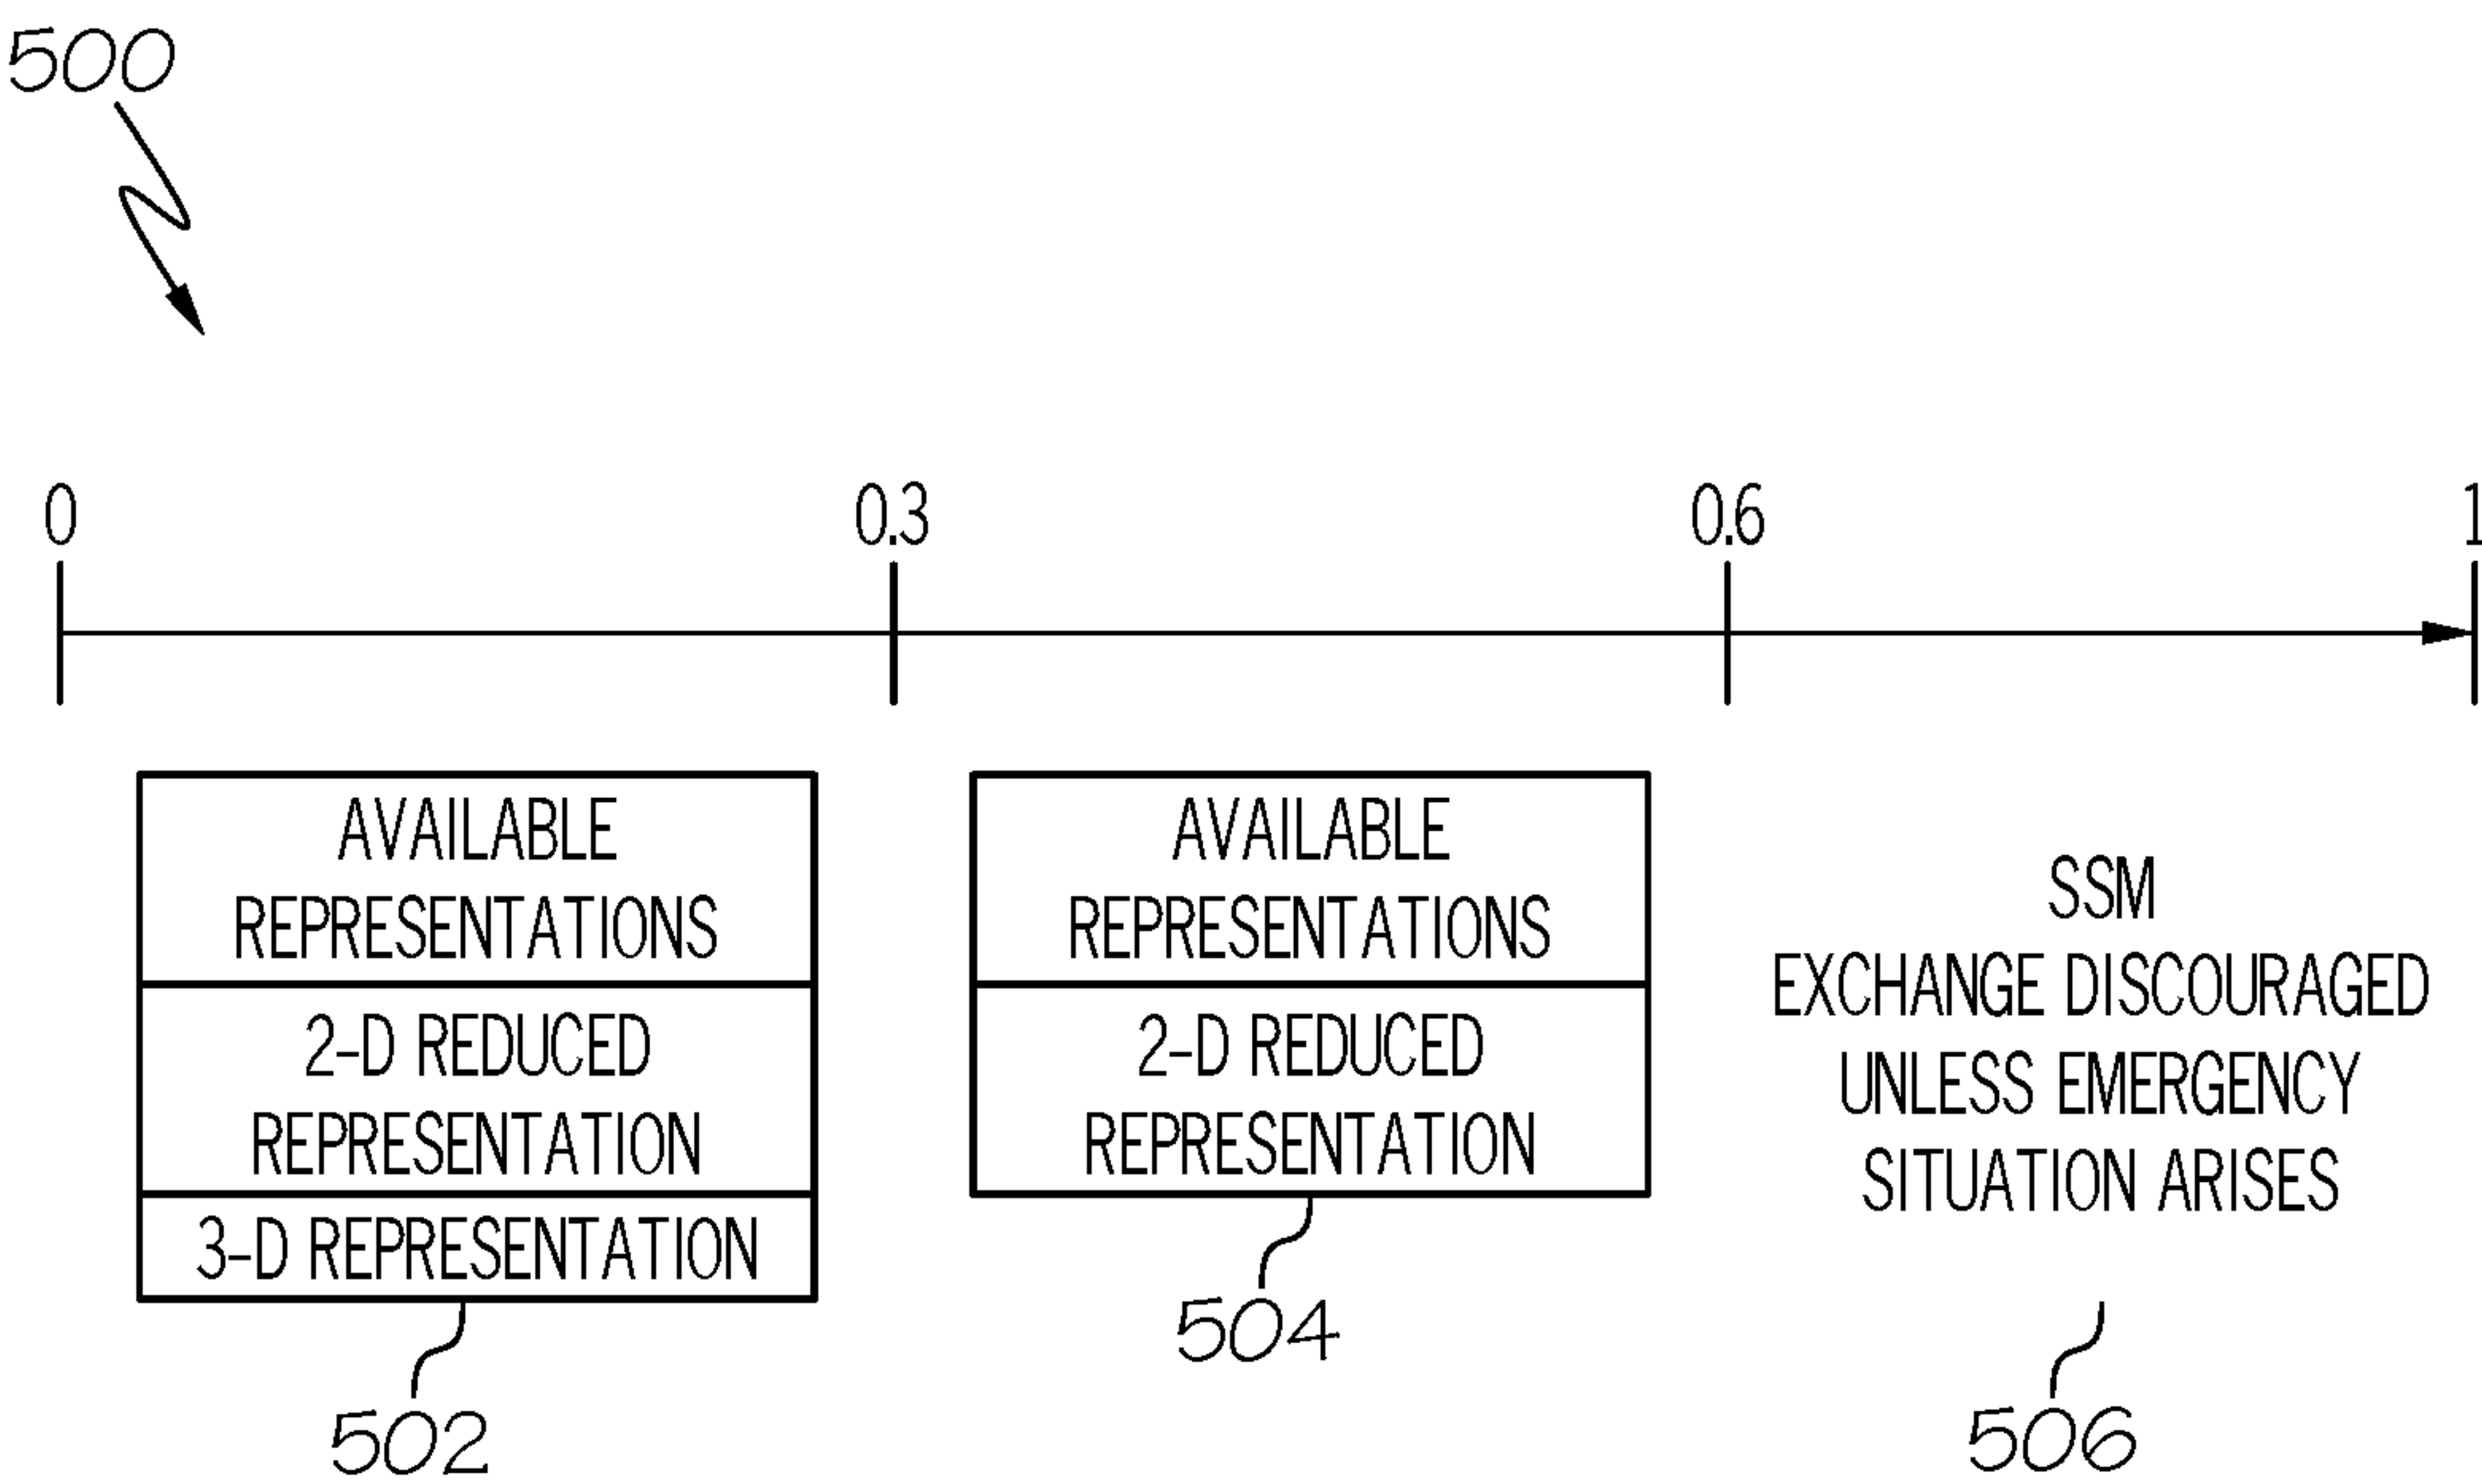 500
0
0.3
0.6
1
AVAILABLE
REPRESENTATIONS
2-D REDUCED
REPRESENTATION
3-D REPRESENTATION
502
AVAILABLE
REPRESENTATIONS
2-D REDUCED
REPRESENTATION
504
SSM
EXCHANGE DISCOURAGED
UNLESS EMERGENCY
SITUATION ARISES
506